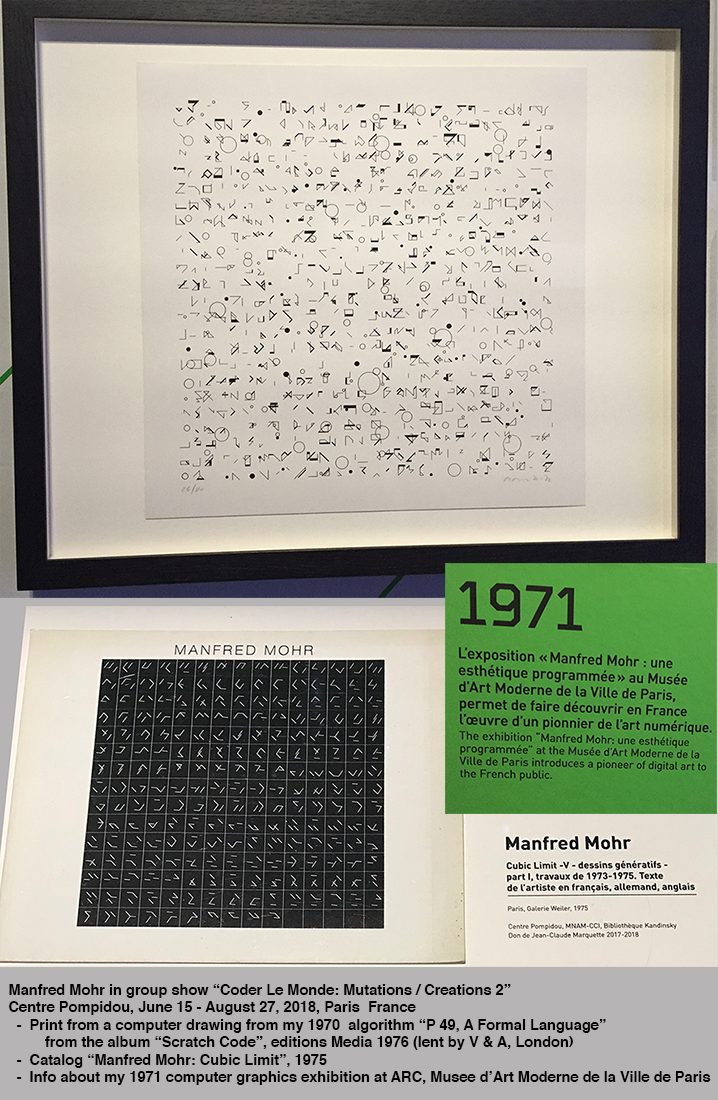 MANFRED MOHR
1971
L'exposition «Manfred Mohr : une
esthétique programmée» au Musée
d'Art Moderne de la Ville de Paris,
permet de faire découvrir en France
l'œuvre d'un pionnier de l'art numérique.
The exhibition "Manfred Mohr: une esthétique
programmée" at the Musée d'Art Moderne de la
Ville de Paris introduces a pioneer of digital art to
the French public.
Manfred Mohr
Cubic Limit -V - dessins génératifs -
part I, travaux de 1973-1975. Texte
de l'artiste en français, allemand, anglais
Paris, Galerie Weiler, 1975
Centre Pompidou, MNAM-CCI, Bibliothèque Kandinsky
Don de Jean-Claude Marquette 2017-2018
Manfred Mohr in group show “Coder Le Monde: Mutations / Creations 2”
Centre Pompidou, June 15 - August 27, 2018, Paris France
- Print from a computer drawing from my 1970 algorithm “P 49, A Formal Language”
from the album “Scratch Code”, editions Media 1976 (lent by V & A, London)
- Catalog “Manfred Mohr: Cubic Limit”, 1975
- Info about my 1971 computer graphics exhibition at ARC, Musee d’Art Moderne de la Ville de Paris